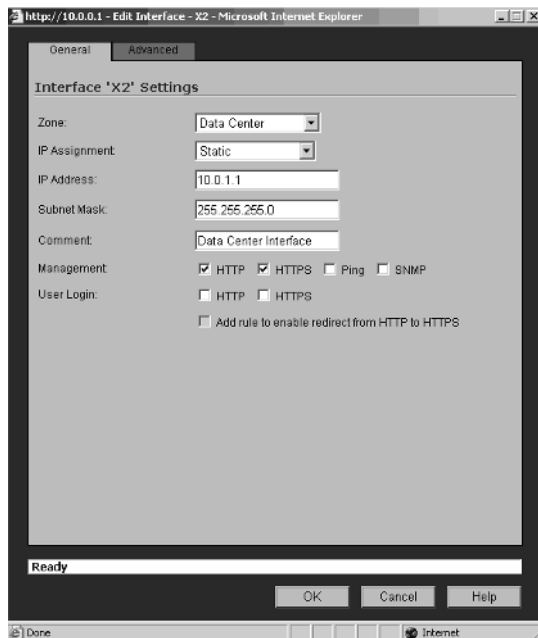 http://10.0.0.1 - Edit Interface - X2 - Microsoft Internet Explorer
General Advanced
Interface 'X2' Settings
Zone: Data Center
IP Assignment: Static
IP Address: 10.0.1.1
Subnet Mask: 255.255.255.0
Comment: Data Center Interface
Management: HTTP HTTPS Ping SNMP
User Login: HTTP HTTPS
Add rule to enable redirect from HTTP to HTTPS
Ready
OK Cancel Help
Done Internet